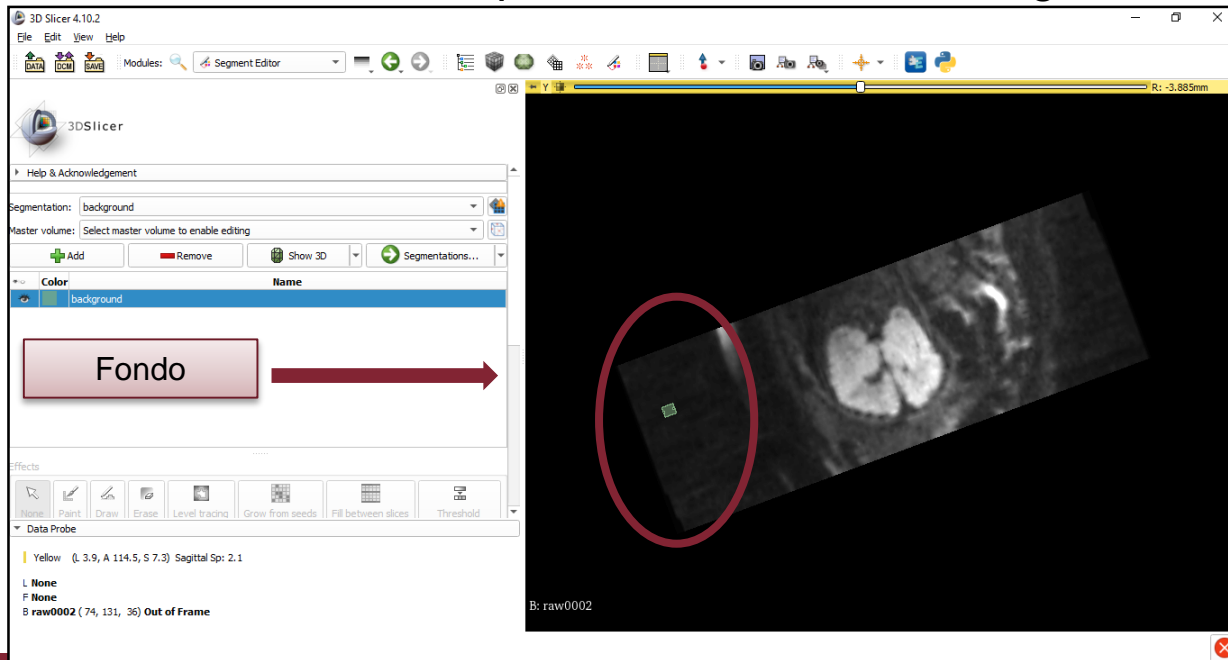 3D Slicer 4.10.2
File Edit View Help
DATA DCM SAVE Modules: Segment Editor
Y R: -3.885mm
3DSlicer
Help & Acknowledgement
Segmentation: background
Master volume: Select master volume to enable editing
Add Remove Show 3D Segmentations...
Color Name
background
Fondo
Effects
None Paint Draw Erase Level tracing Grow from seeds Fill between slices Threshold
Data Probe
Yellow (L 3.9, A 114.5, S 7.3) Sagittal Sp: 2.1
L None
F None
B raw0002 ( 74, 131, 36) Out of Frame
B: raw0002